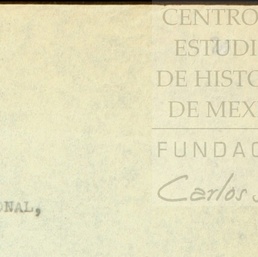 CENTRO
ESTUDI
DE HISTO
DE MEX
FUNDAC
Carlos S
ONAL,